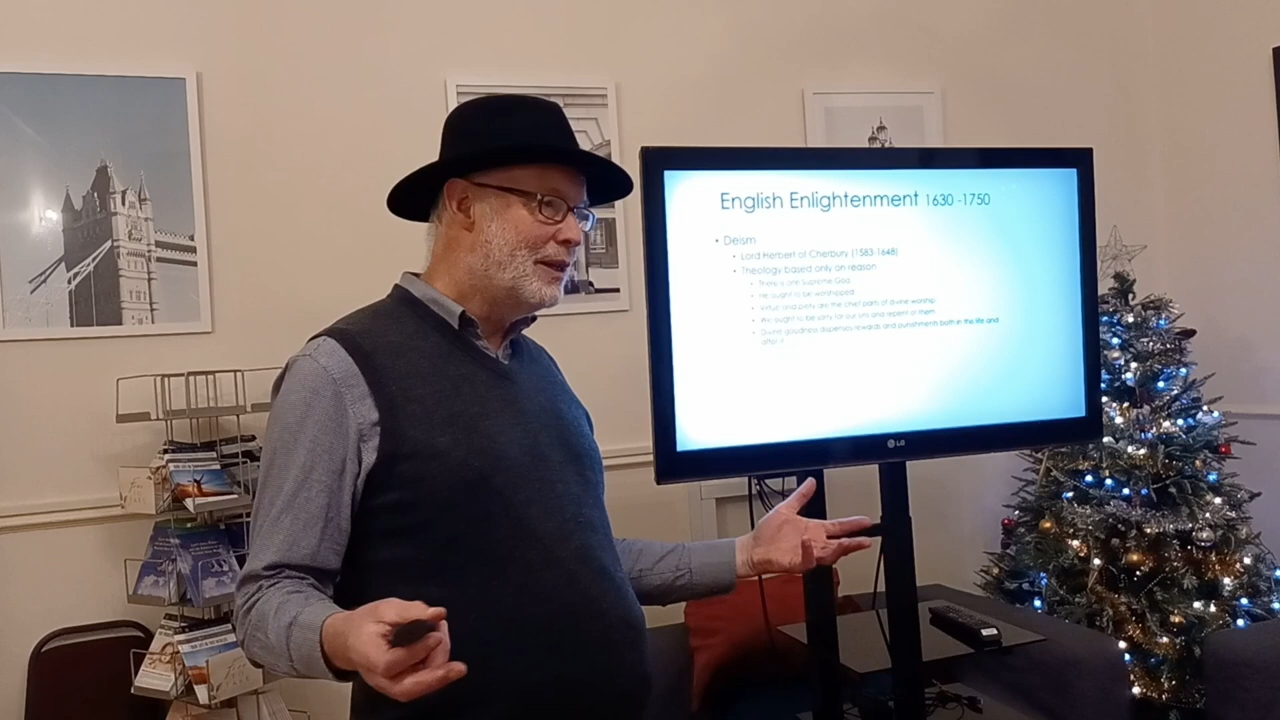 English Enlightenment 1630 -1750
• Deism
• Lord Herbert of Cherbury (1583-1648)
• Theology based only on reason
• There is one Supreme God
• He ought to be worshipped
• Virtue and piety are the chief parts of divine worship
• We ought to be sorry for our sins and repent of them
• Divine goodness dispenses rewards and punishments both in this life and
after it
LG